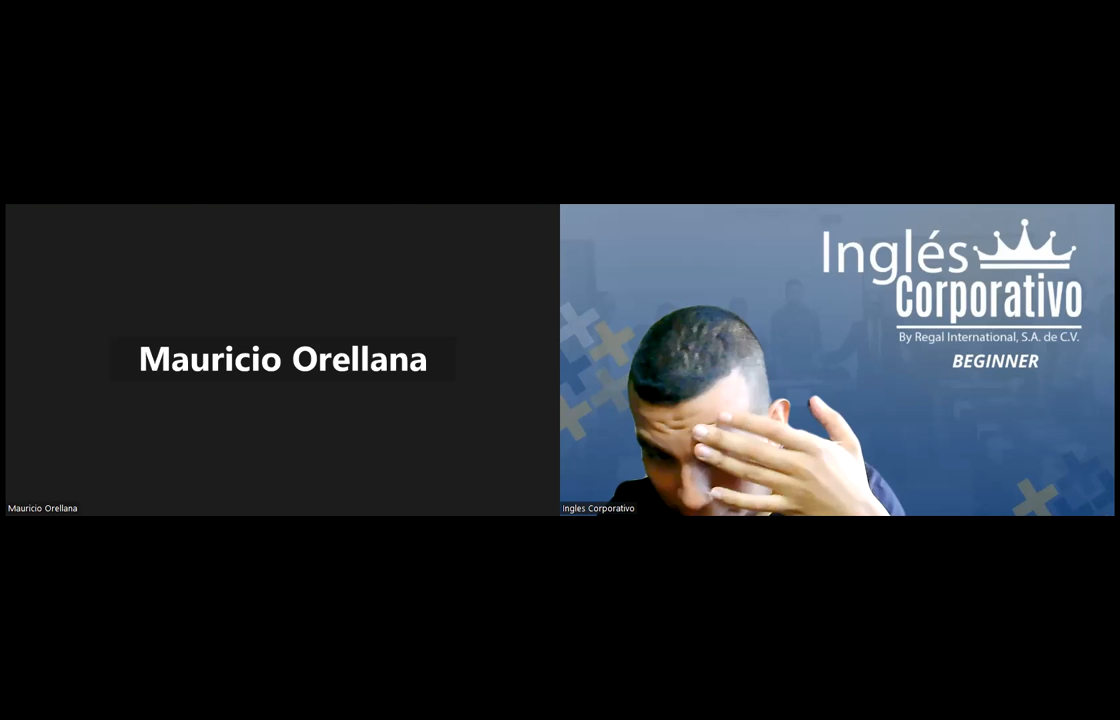 Mauricio Orellana
Mauricio Orellana
Inglés
Corporativo
By Regal International, S.A. de C.V.
BEGINNER
Ingles Corporativo